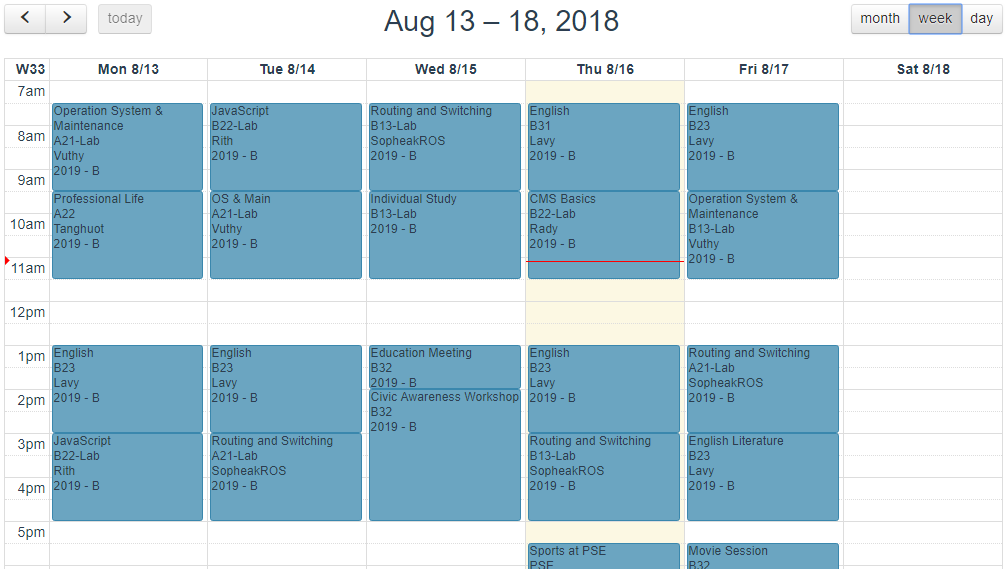 today
Aug 13 – 18, 2018
month week day
W33 Mon 8/13 Tue 8/14 Wed 8/15 Thu 8/16 Fri 8/17 Sat 8/18
7am
8am
9am
10am
11am
12pm
1pm
2pm
3pm
4pm
5pm
Operation System &
Maintenance
A21-Lab
Vuthy
2019 - B
Professional Life
A22
Tanghuot
2019 - B
English
B23
Lavy
2019 - B
JavaScript
B22-Lab
Rith
2019 - B
JavaScript
B22-Lab
Rith
2019 - B
OS & Main
A21-Lab
Vuthy
2019 - B
English
B23
Lavy
2019 - B
Routing and Switching
A21-Lab
SopheakROS
2019 - B
Routing and Switching
B13-Lab
SopheakROS
2019 - B
Individual Study
B13-Lab
2019 - B
Education Meeting
B32
2019 - B
Civic Awareness Workshop
B32
2019 - B
English
B31
Lavy
2019 - B
CMS Basics
B22-Lab
Rady
2019 - B
English
B23
Lavy
2019 - B
Routing and Switching
B13-Lab
SopheakROS
2019 - B
Sports at PSE
PSE
English
B23
Lavy
2019 - B
Operation System &
Maintenance
B13-Lab
Vuthy
2019 - B
Routing and Switching
A21-Lab
SopheakROS
2019 - B
English Literature
B23
Lavy
2019 - B
Movie Session
B32